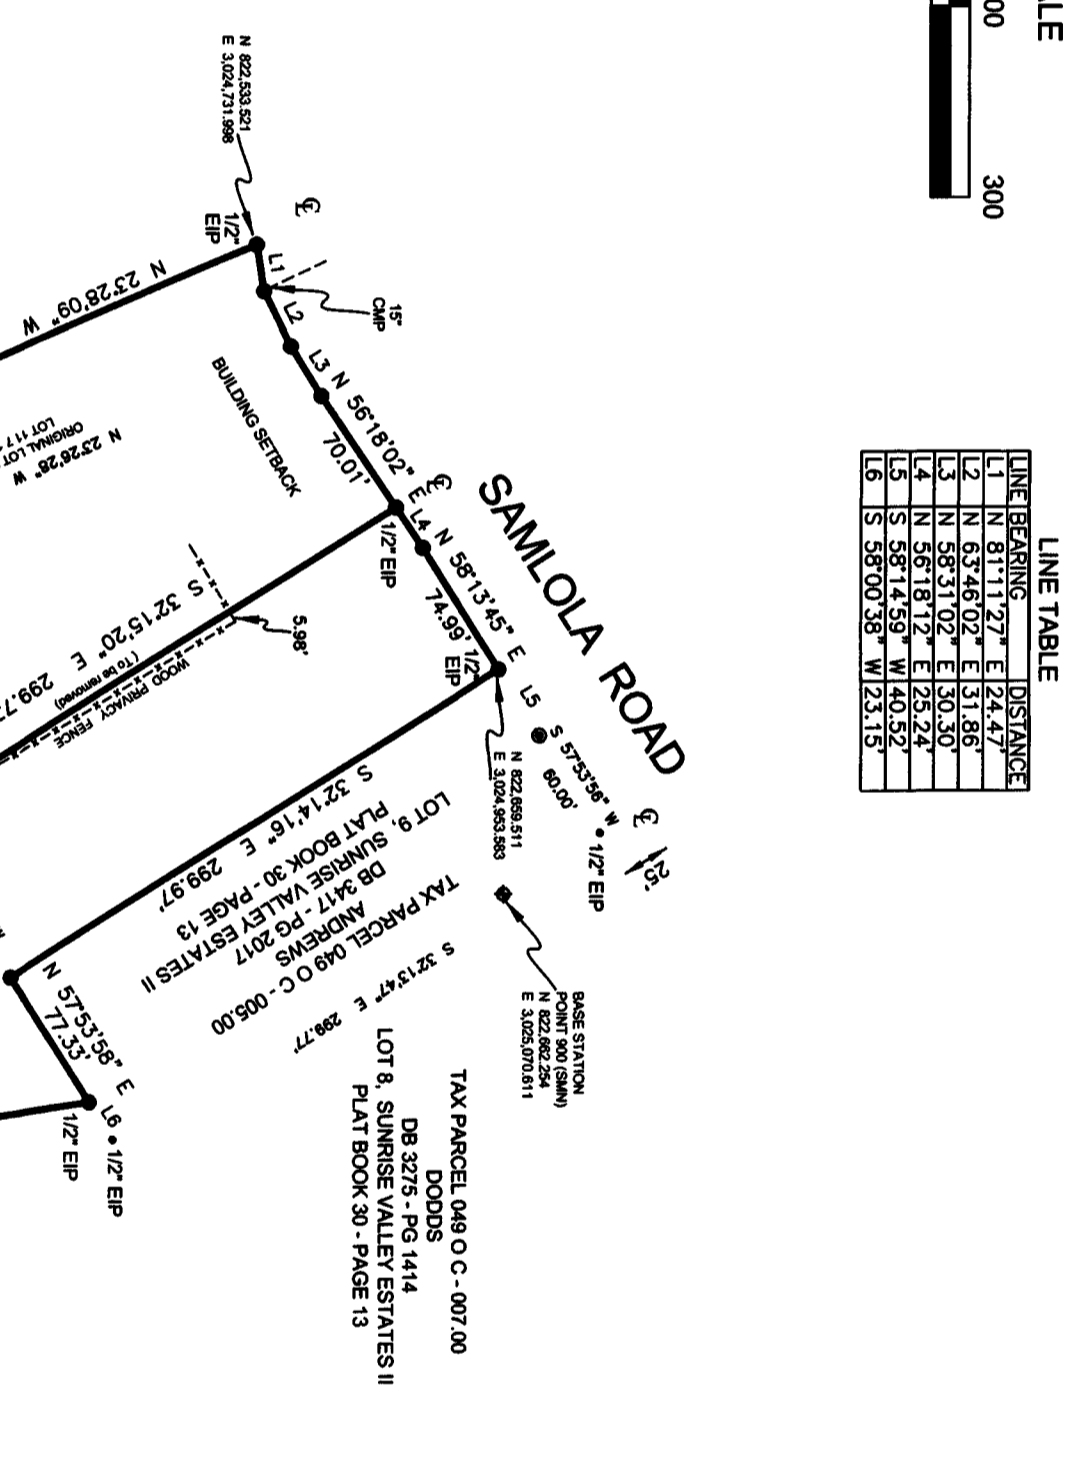 ALE
00
300
LINE TABLE
LINE BEARING DISTANCE
L1 N 81°11'27" E 24.47'
L2 N 63°46'02" E 31.86'
L3 N 58°31'02" E 30.30'
L4 N 56°18'12" E 25.24'
L5 S 58°14'59" W 40.52'
L6 S 58°00'38" W 23.15'
SAMLOLA ROAD
N 822,533.521
E 3,024,731.998
℄
1/2"
EIP
L1
15"
CMP
L2
L3
N 56°18'02" E
70.01'
℄
L4
1/2" EIP
N 58°13'45" E
74.99'
1/2"
EIP
L5
S 57°53'56" W
60.00'
1/2" EIP
℄
25'
N 822,659.511
E 3,024,953.583
BASE STATION
POINT 900 (SMN)
N 822,662.254
E 3,025,070.611
N 23°28'09" W
BUILDING SETBACK
N 23°26'28" W
ORIGINAL LOT
LOT 11
5.98'
S 32°15'20" E
(To be removed)
WOOD PRIVACY FENCE
S 32°14'16" E 299.97'
LOT 9,
SUNRISE VALLEY ESTATES II
PLAT BOOK 30 - PAGE 13
DB 3417 - PG 2017
ANDREWS
TAX PARCEL 049 O C - 005.00
S 32°13'47" E 299.77'
TAX PARCEL 049 O C - 007.00
DODDS
DB 3275 - PG 1414
LOT 8, SUNRISE VALLEY ESTATES II
PLAT BOOK 30 - PAGE 13
N 57°53'58" E
77.33'
L6
1/2" EIP
1/2" EIP